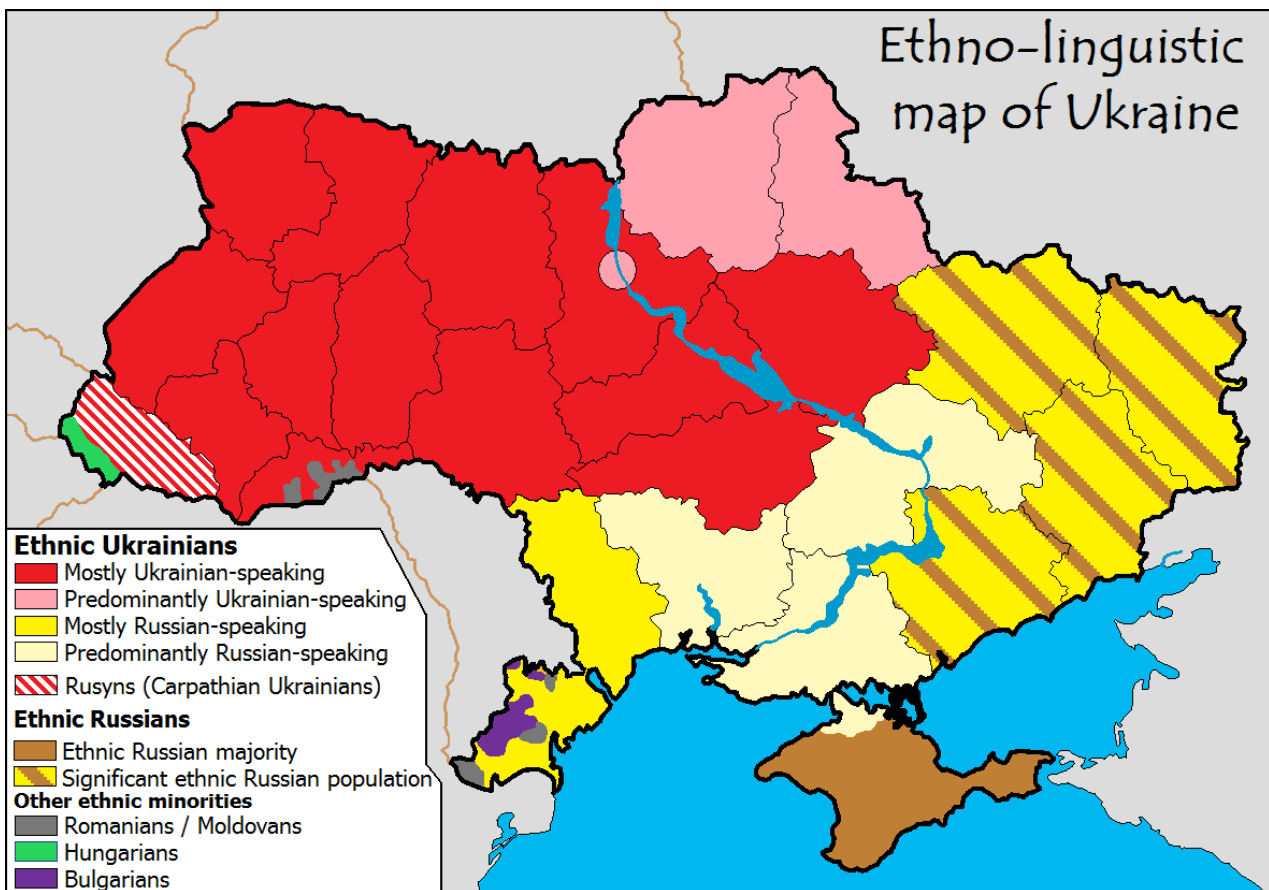 Ethno-linguistic
map of Ukraine
Ethnic Ukrainians
Mostly Ukrainian-speaking
Predominantly Ukrainian-speaking
Mostly Russian-speaking
Predominantly Russian-speaking
Rusyns (Carpathian Ukrainians)
Ethnic Russians
Ethnic Russian majority
Significant ethnic Russian population
Other ethnic minorities
Romanians / Moldovans
Hungarians
Bulgarians